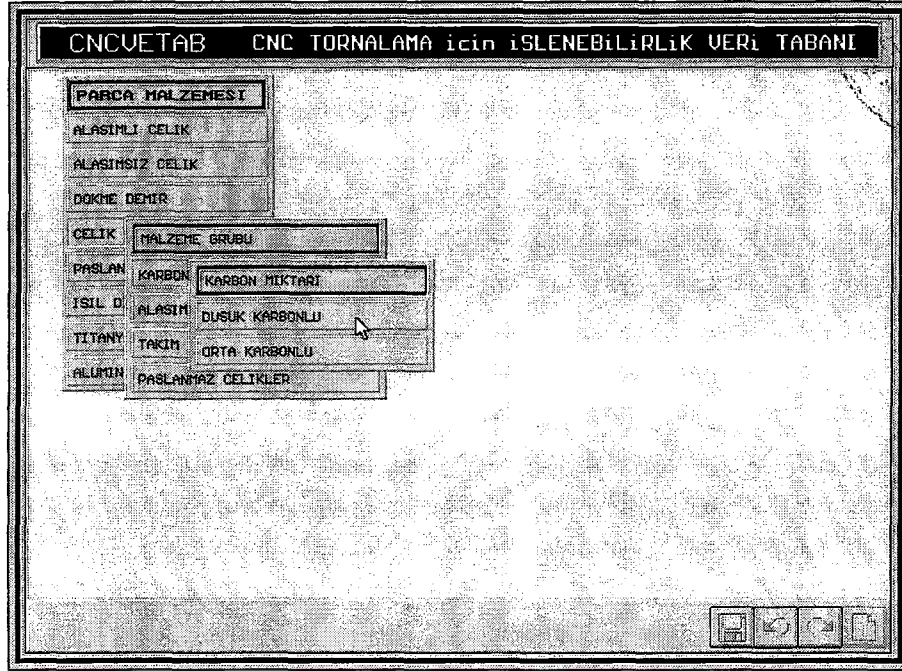 CNCVETAB CNC TORNALAMA icin iSLENEBiLiRLiK VERi TABANI
PARCA MALZEMESI
ALASIMLI CELIK
ALASIMSIZ CELIK
DOKME DEMIR
CELIK
MALZEME GRUBU
PASLAN
KARBON
KARBON MIKTARI
ISIL D
ALASIM
DUSUK KARBONLU
TITANY
TAKIM
ORTA KARBONLU
ALUMIN
PASLANMAZ CELIKLER